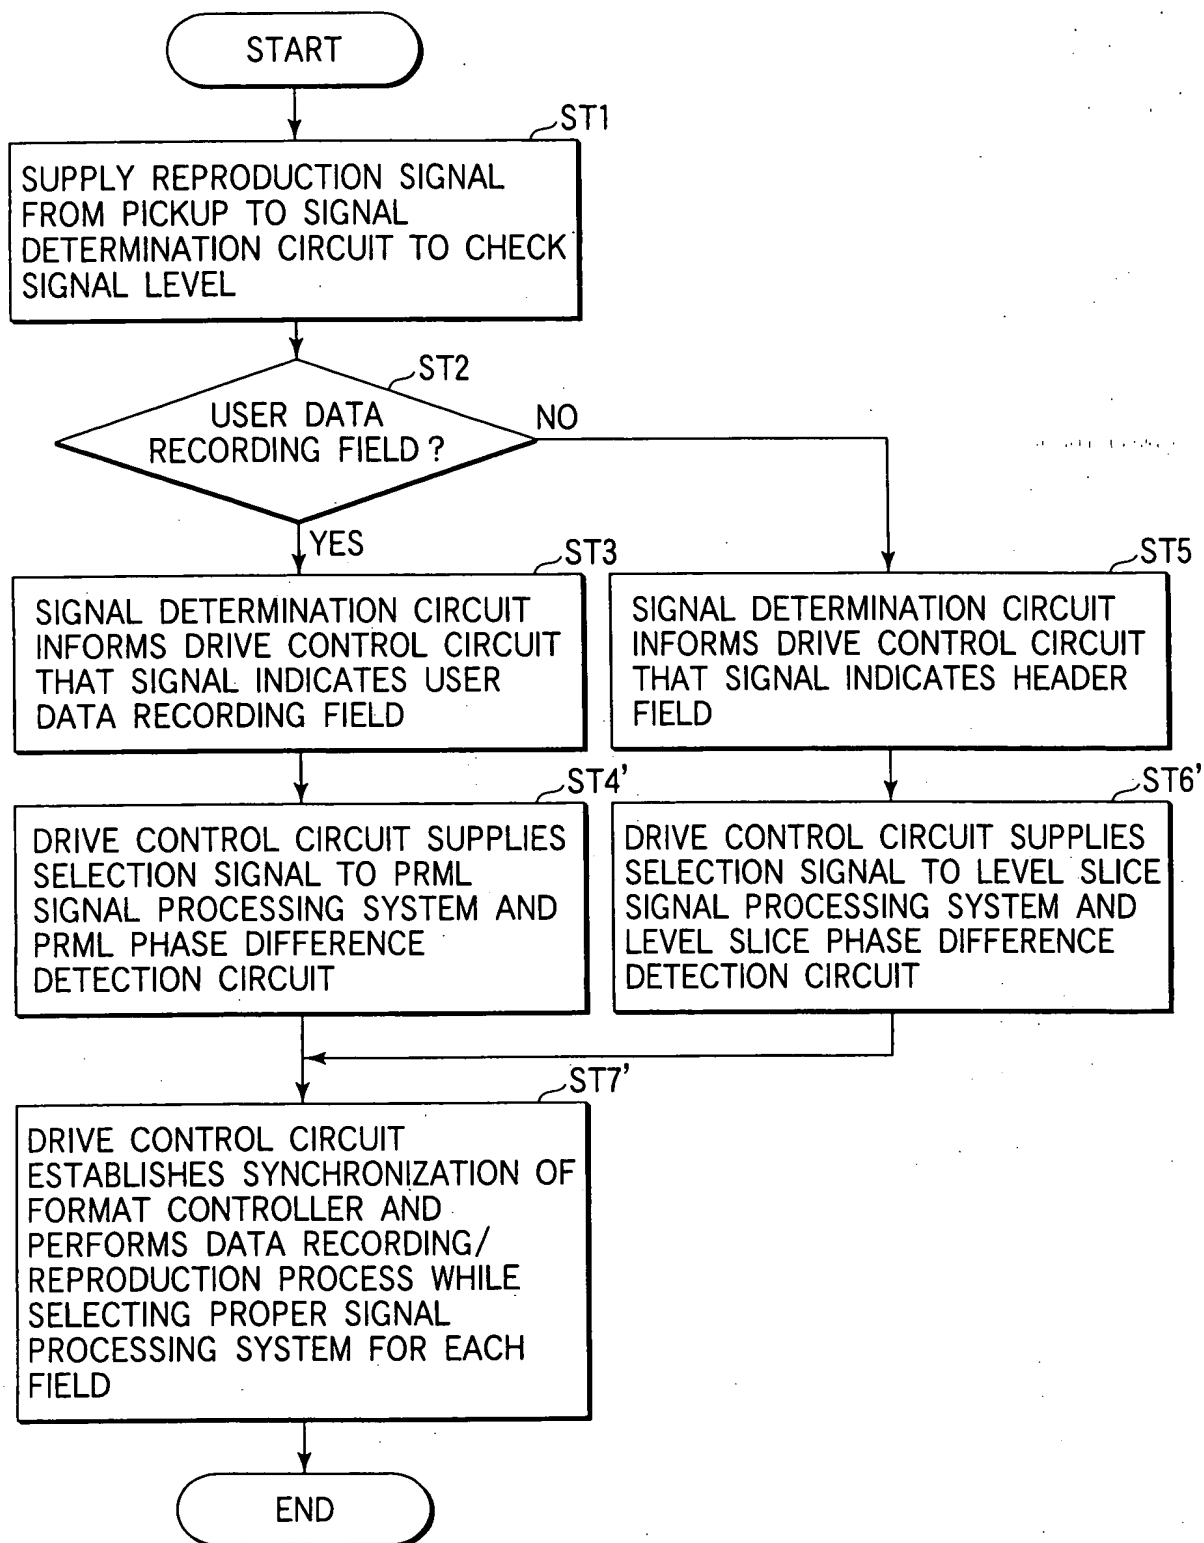 START
ST1
SUPPLY REPRODUCTION SIGNAL
FROM PICKUP TO SIGNAL
DETERMINATION CIRCUIT TO CHECK
SIGNAL LEVEL
ST2
USER DATA
RECORDING FIELD?
NO
YES
ST3
SIGNAL DETERMINATION CIRCUIT
INFORMS DRIVE CONTROL CIRCUIT
THAT SIGNAL INDICATES USER
DATA RECORDING FIELD
ST5
SIGNAL DETERMINATION CIRCUIT
INFORMS DRIVE CONTROL CIRCUIT
THAT SIGNAL INDICATES HEADER
FIELD
ST4'
DRIVE CONTROL CIRCUIT SUPPLIES
SELECTION SIGNAL TO PRML
SIGNAL PROCESSING SYSTEM AND
PRML PHASE DIFFERENCE
DETECTION CIRCUIT
ST6'
DRIVE CONTROL CIRCUIT SUPPLIES
SELECTION SIGNAL TO LEVEL SLICE
SIGNAL PROCESSING SYSTEM AND
LEVEL SLICE PHASE DIFFERENCE
DETECTION CIRCUIT
ST7'
DRIVE CONTROL CIRCUIT
ESTABLISHES SYNCHRONIZATION OF
FORMAT CONTROLLER AND
PERFORMS DATA RECORDING/
REPRODUCTION PROCESS WHILE
SELECTING PROPER SIGNAL
PROCESSING SYSTEM FOR EACH
FIELD
END